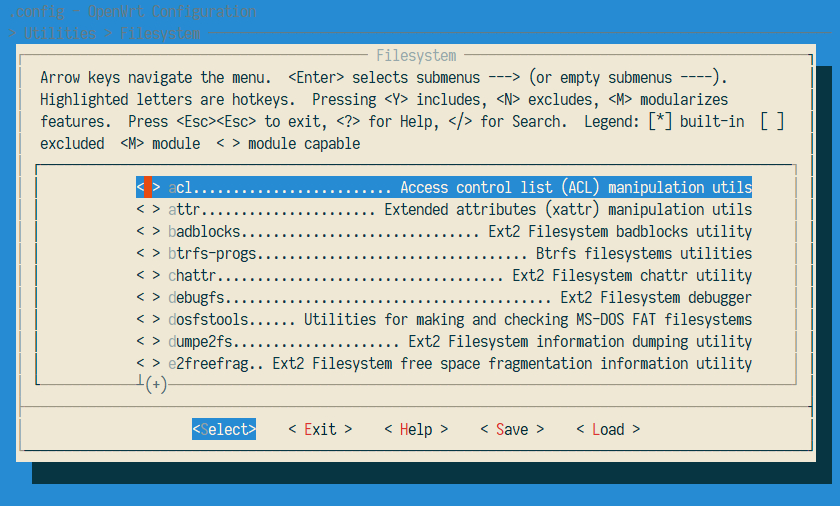 .config - OpenWrt Configuration
> Utilities > Filesystem
Filesystem
Arrow keys navigate the menu.  <Enter> selects submenus ---> (or empty submenus ----).
Highlighted letters are hotkeys.  Pressing <Y> includes, <N> excludes, <M> modularizes
features.  Press <Esc><Esc> to exit, <?> for Help, </> for Search.  Legend: [*] built-in  [ ]
excluded  <M> module  < > module capable
< > acl......................... Access control list (ACL) manipulation utils
< > attr...................... Extended attributes (xattr) manipulation utils
< > badblocks.............................. Ext2 Filesystem badblocks utility
< > btrfs-progs.................................. Btrfs filesystems utilities
< > chattr.................................... Ext2 Filesystem chattr utility
< > debugfs......................................... Ext2 Filesystem debugger
< > dosfstools...... Utilities for making and checking MS-DOS FAT filesystems
< > dumpe2fs..................... Ext2 Filesystem information dumping utility
< > e2freefrag.. Ext2 Filesystem free space fragmentation information utility
┴(+)
<Select>    < Exit >    < Help >    < Save >    < Load >